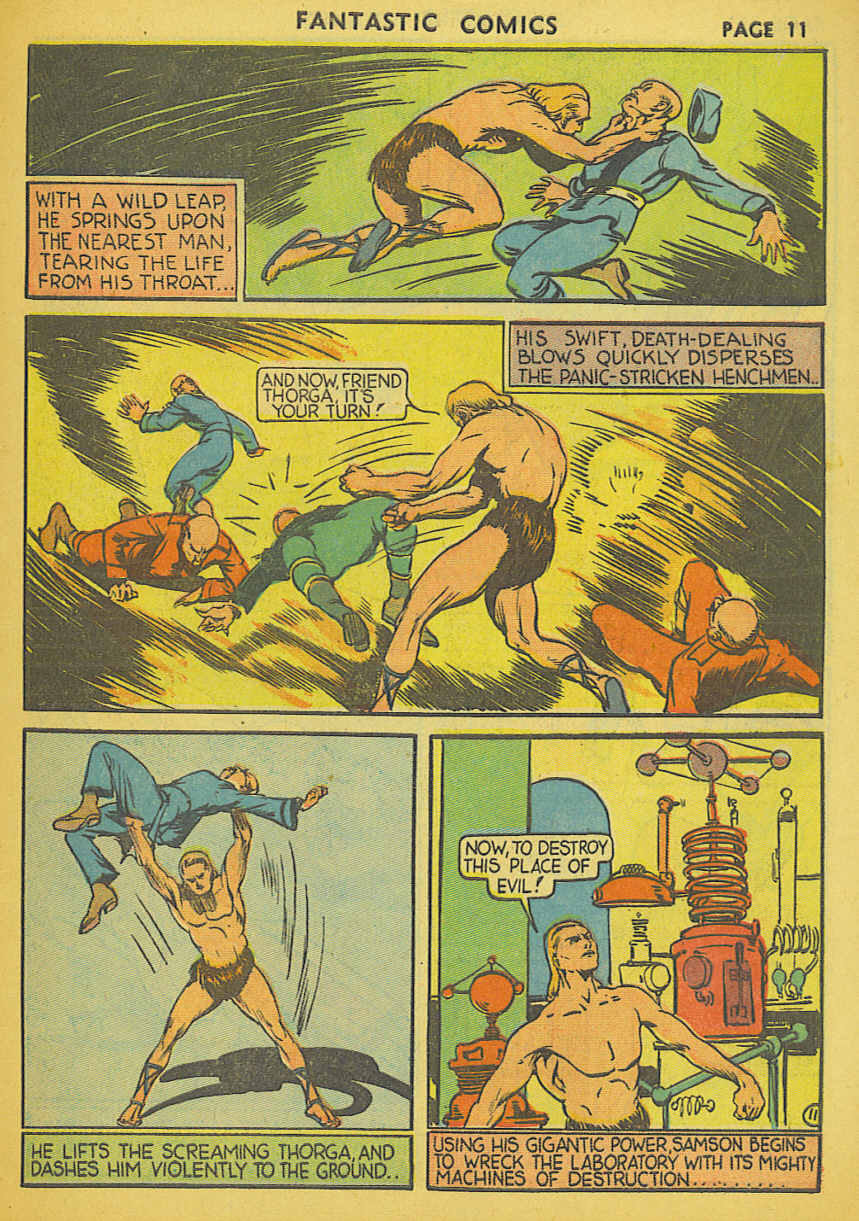 FANTASTIC COMICS
PAGE 11
WITH A WILD LEAP,
HE SPRINGS UPON
THE NEAREST MAN,
TEARING THE LIFE
FROM HIS THROAT...
HIS SWIFT, DEATH-DEALING
BLOWS QUICKLY DISPERSES
THE PANIC-STRICKEN HENCHMEN..
AND NOW, FRIEND
THORGA, IT'S
YOUR TURN!
HE LIFTS THE SCREAMING THORGA, AND
DASHES HIM VIOLENTLY TO THE GROUND..
NOW, TO DESTROY
THIS PLACE OF
EVIL!
11
USING HIS GIGANTIC POWER, SAMSON BEGINS
TO WRECK THE LABORATORY WITH ITS MIGHTY
MACHINES OF DESTRUCTION.........